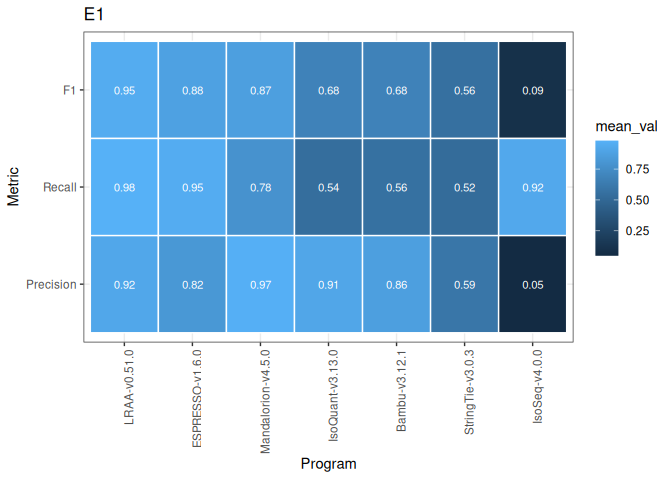 E1
F1
0.95 0.88 0.87 0.68 0.68 0.56 0.09
Recall
0.98 0.95 0.78 0.54 0.56 0.52 0.92
Precision
0.92 0.82 0.97 0.91 0.86 0.59 0.05
Metric
LRAA-v0.51.0
ESPRESSO-v1.6.0
Mandalorion-v4.5.0
IsoQuant-v3.13.0
Bambu-v3.12.1
StringTie-v3.0.3
IsoSeq-v4.0.0
Program
mean_val
0.75
0.50
0.25